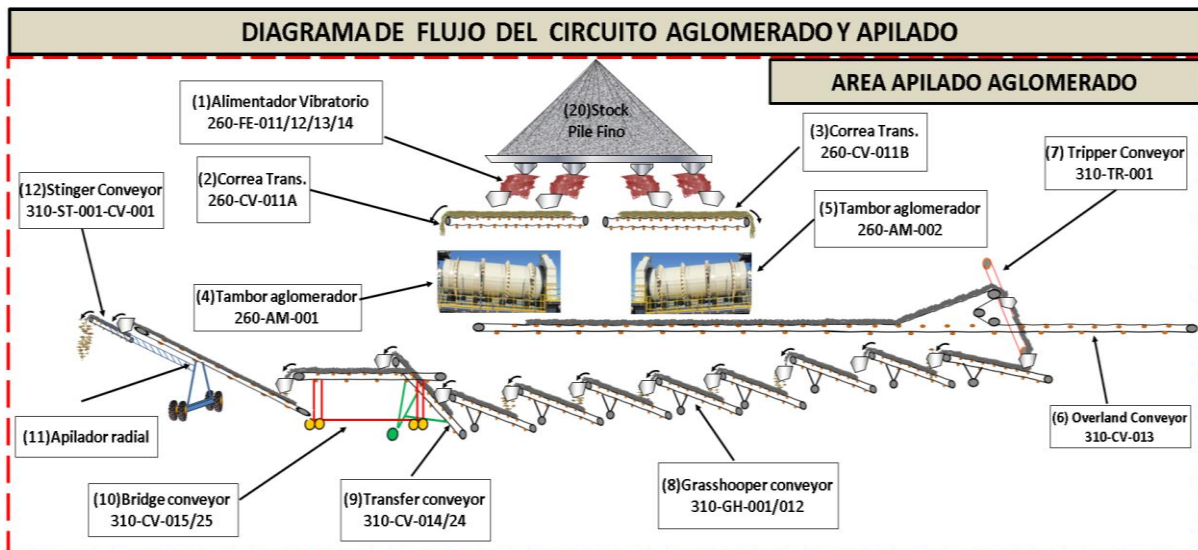 DIAGRAMA DE FLUJO DEL CIRCUITO AGLOMERADO Y APILADO
AREA APILADO AGLOMERADO
(1)Alimentador Vibratorio
260-FE-011/12/13/14
(20)Stock
Pile Fino
(3)Correa Trans.
260-CV-011B
(7) Tripper Conveyor
310-TR-001
(12)Stinger Conveyor
310-ST-001-CV-001
(2)Correa Trans.
260-CV-011A
(5)Tambor aglomerador
260-AM-002
(4)Tambor aglomerador
260-AM-001
(11)Apilador radial
(6) Overland Conveyor
310-CV-013
(10)Bridge conveyor
310-CV-015/25
(9)Transfer conveyor
310-CV-014/24
(8)Grasshooper conveyor
310-GH-001/012